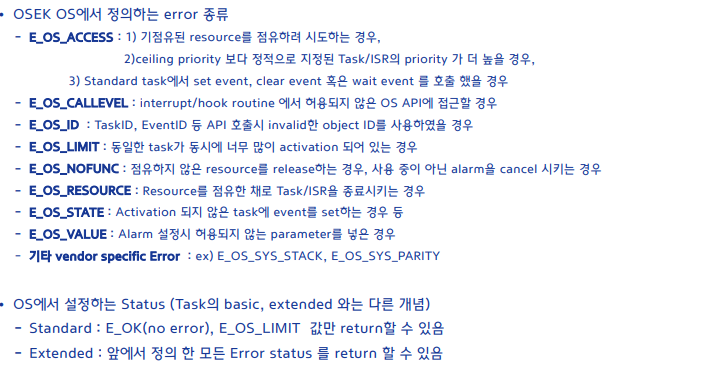 • OSEK OS에서 정의하는 error 종류
- E_OS_ACCESS : 1) 기점유된 resource를 점유하려 시도하는 경우,
2)ceiling priority 보다 정적으로 지정된 Task/ISR의 priority 가 더 높을 경우,
3) Standard task에서 set event, clear event 혹은 wait event 를 호출 했을 경우
- E_OS_CALLEVEL : interrupt/hook routine 에서 허용되지 않은 OS API에 접근할 경우
- E_OS_ID : TaskID, EventID 등 API 호출시 invalid한 object ID를 사용하였을 경우
- E_OS_LIMIT : 동일한 task가 동시에 너무 많이 activation 되어 있는 경우
- E_OS_NOFUNC : 점유하지 않은 resource를 release하는 경우, 사용 중이 아닌 alarm을 cancel 시키는 경우
- E_OS_RESOURCE : Resource를 점유한 채로 Task/ISR을 종료시키는 경우
- E_OS_STATE : Activation 되지 않은 task에 event를 set하는 경우 등
- E_OS_VALUE : Alarm 설정시 허용되지 않는 parameter를 넣은 경우
- 기타 vendor specific Error : ex) E_OS_SYS_STACK, E_OS_SYS_PARITY
• OS에서 설정하는 Status (Task의 basic, extended 와는 다른 개념)
- Standard : E_OK(no error), E_OS_LIMIT 값만 return할 수 있음
- Extended : 앞에서 정의 한 모든 Error status 를 return 할 수 있음